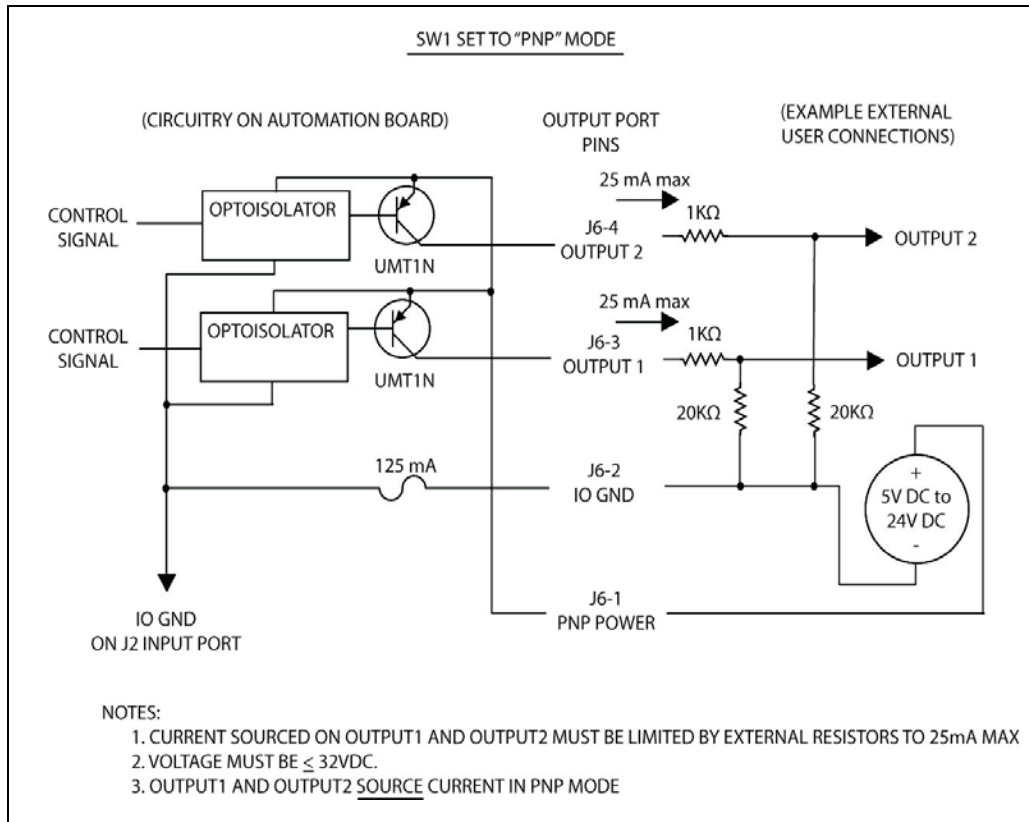 SW1 SET TO "PNP" MODE
(CIRCUITRY ON AUTOMATION BOARD)
OUTPUT PORT
PINS
(EXAMPLE EXTERNAL
USER CONNECTIONS)
CONTROL
SIGNAL
OPTOISOLATOR
UMT1N
25 mA max
1KΩ
J6-4
OUTPUT 2
OUTPUT 2
CONTROL
SIGNAL
OPTOISOLATOR
UMT1N
25 mA max
1KΩ
J6-3
OUTPUT 1
OUTPUT 1
20KΩ
20KΩ
125 mA
J6-2
IO GND
+
5V DC to
24V DC
-
J6-1
PNP POWER
IO GND
ON J2 INPUT PORT
NOTES:
1. CURRENT SOURCED ON OUTPUT1 AND OUTPUT2 MUST BE LIMITED BY EXTERNAL RESISTORS TO 25mA MAX
2. VOLTAGE MUST BE ≤ 32VDC.
3. OUTPUT1 AND OUTPUT2 SOURCE CURRENT IN PNP MODE